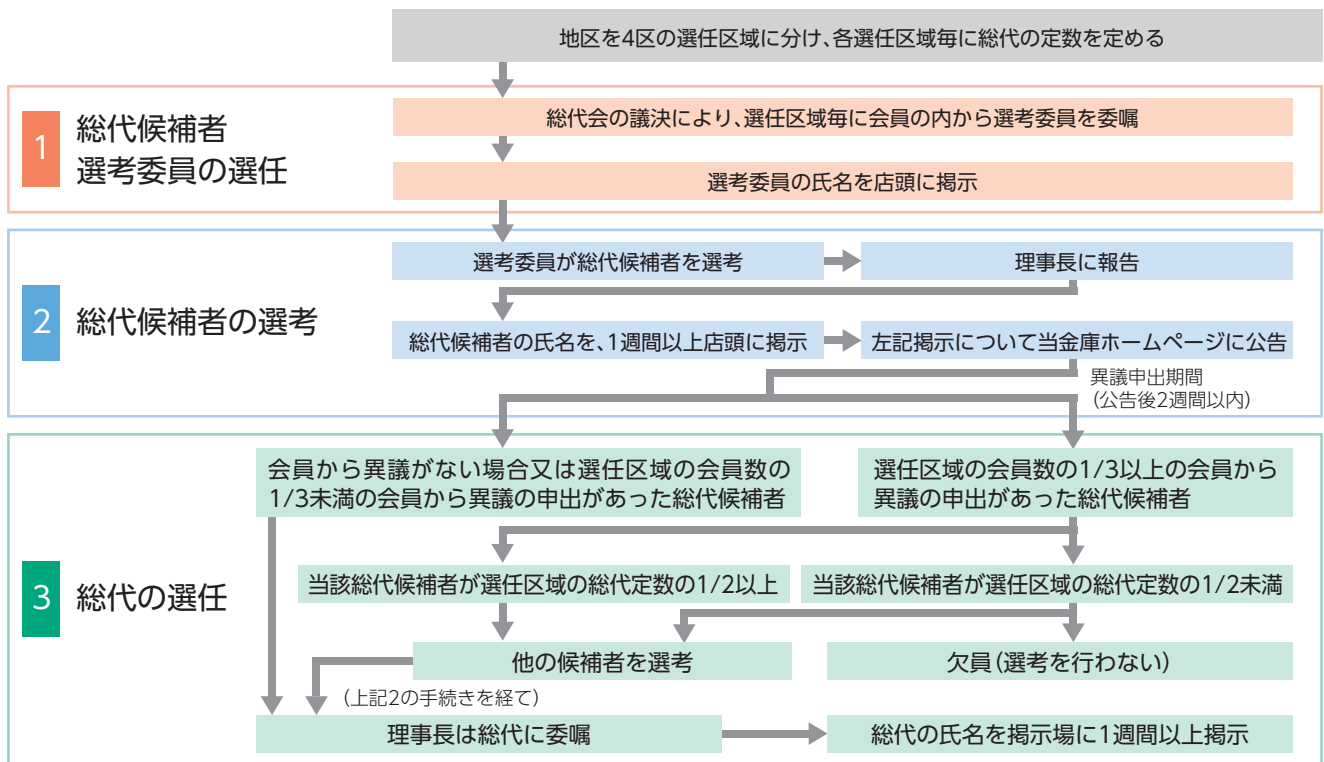 地区を4区の選任区域に分け、各選任区域毎に総代の定数を定める
1
総代候補者
選考委員の選任
総代会の議決により、選任区域毎に会員の内から選考委員を委嘱
選考委員の氏名を店頭に掲示
2
総代候補者の選考
選考委員が総代候補者を選考
理事長に報告
総代候補者の氏名を、1週間以上店頭に掲示
左記掲示について当金庫ホームページに公告
異議申出期間
(公告後2週間以内)
3
総代の選任
会員から異議がない場合又は選任区域の会員数の
1/3未満の会員から異議の申出があった総代候補者
選任区域の会員数の1/3以上の会員から
異議の申出があった総代候補者
当該総代候補者が選任区域の総代定数の1/2以上
当該総代候補者が選任区域の総代定数の1/2未満
他の候補者を選考
欠員(選考を行わない)
(上記2の手続きを経て)
理事長は総代に委嘱
総代の氏名を掲示場に1週間以上掲示